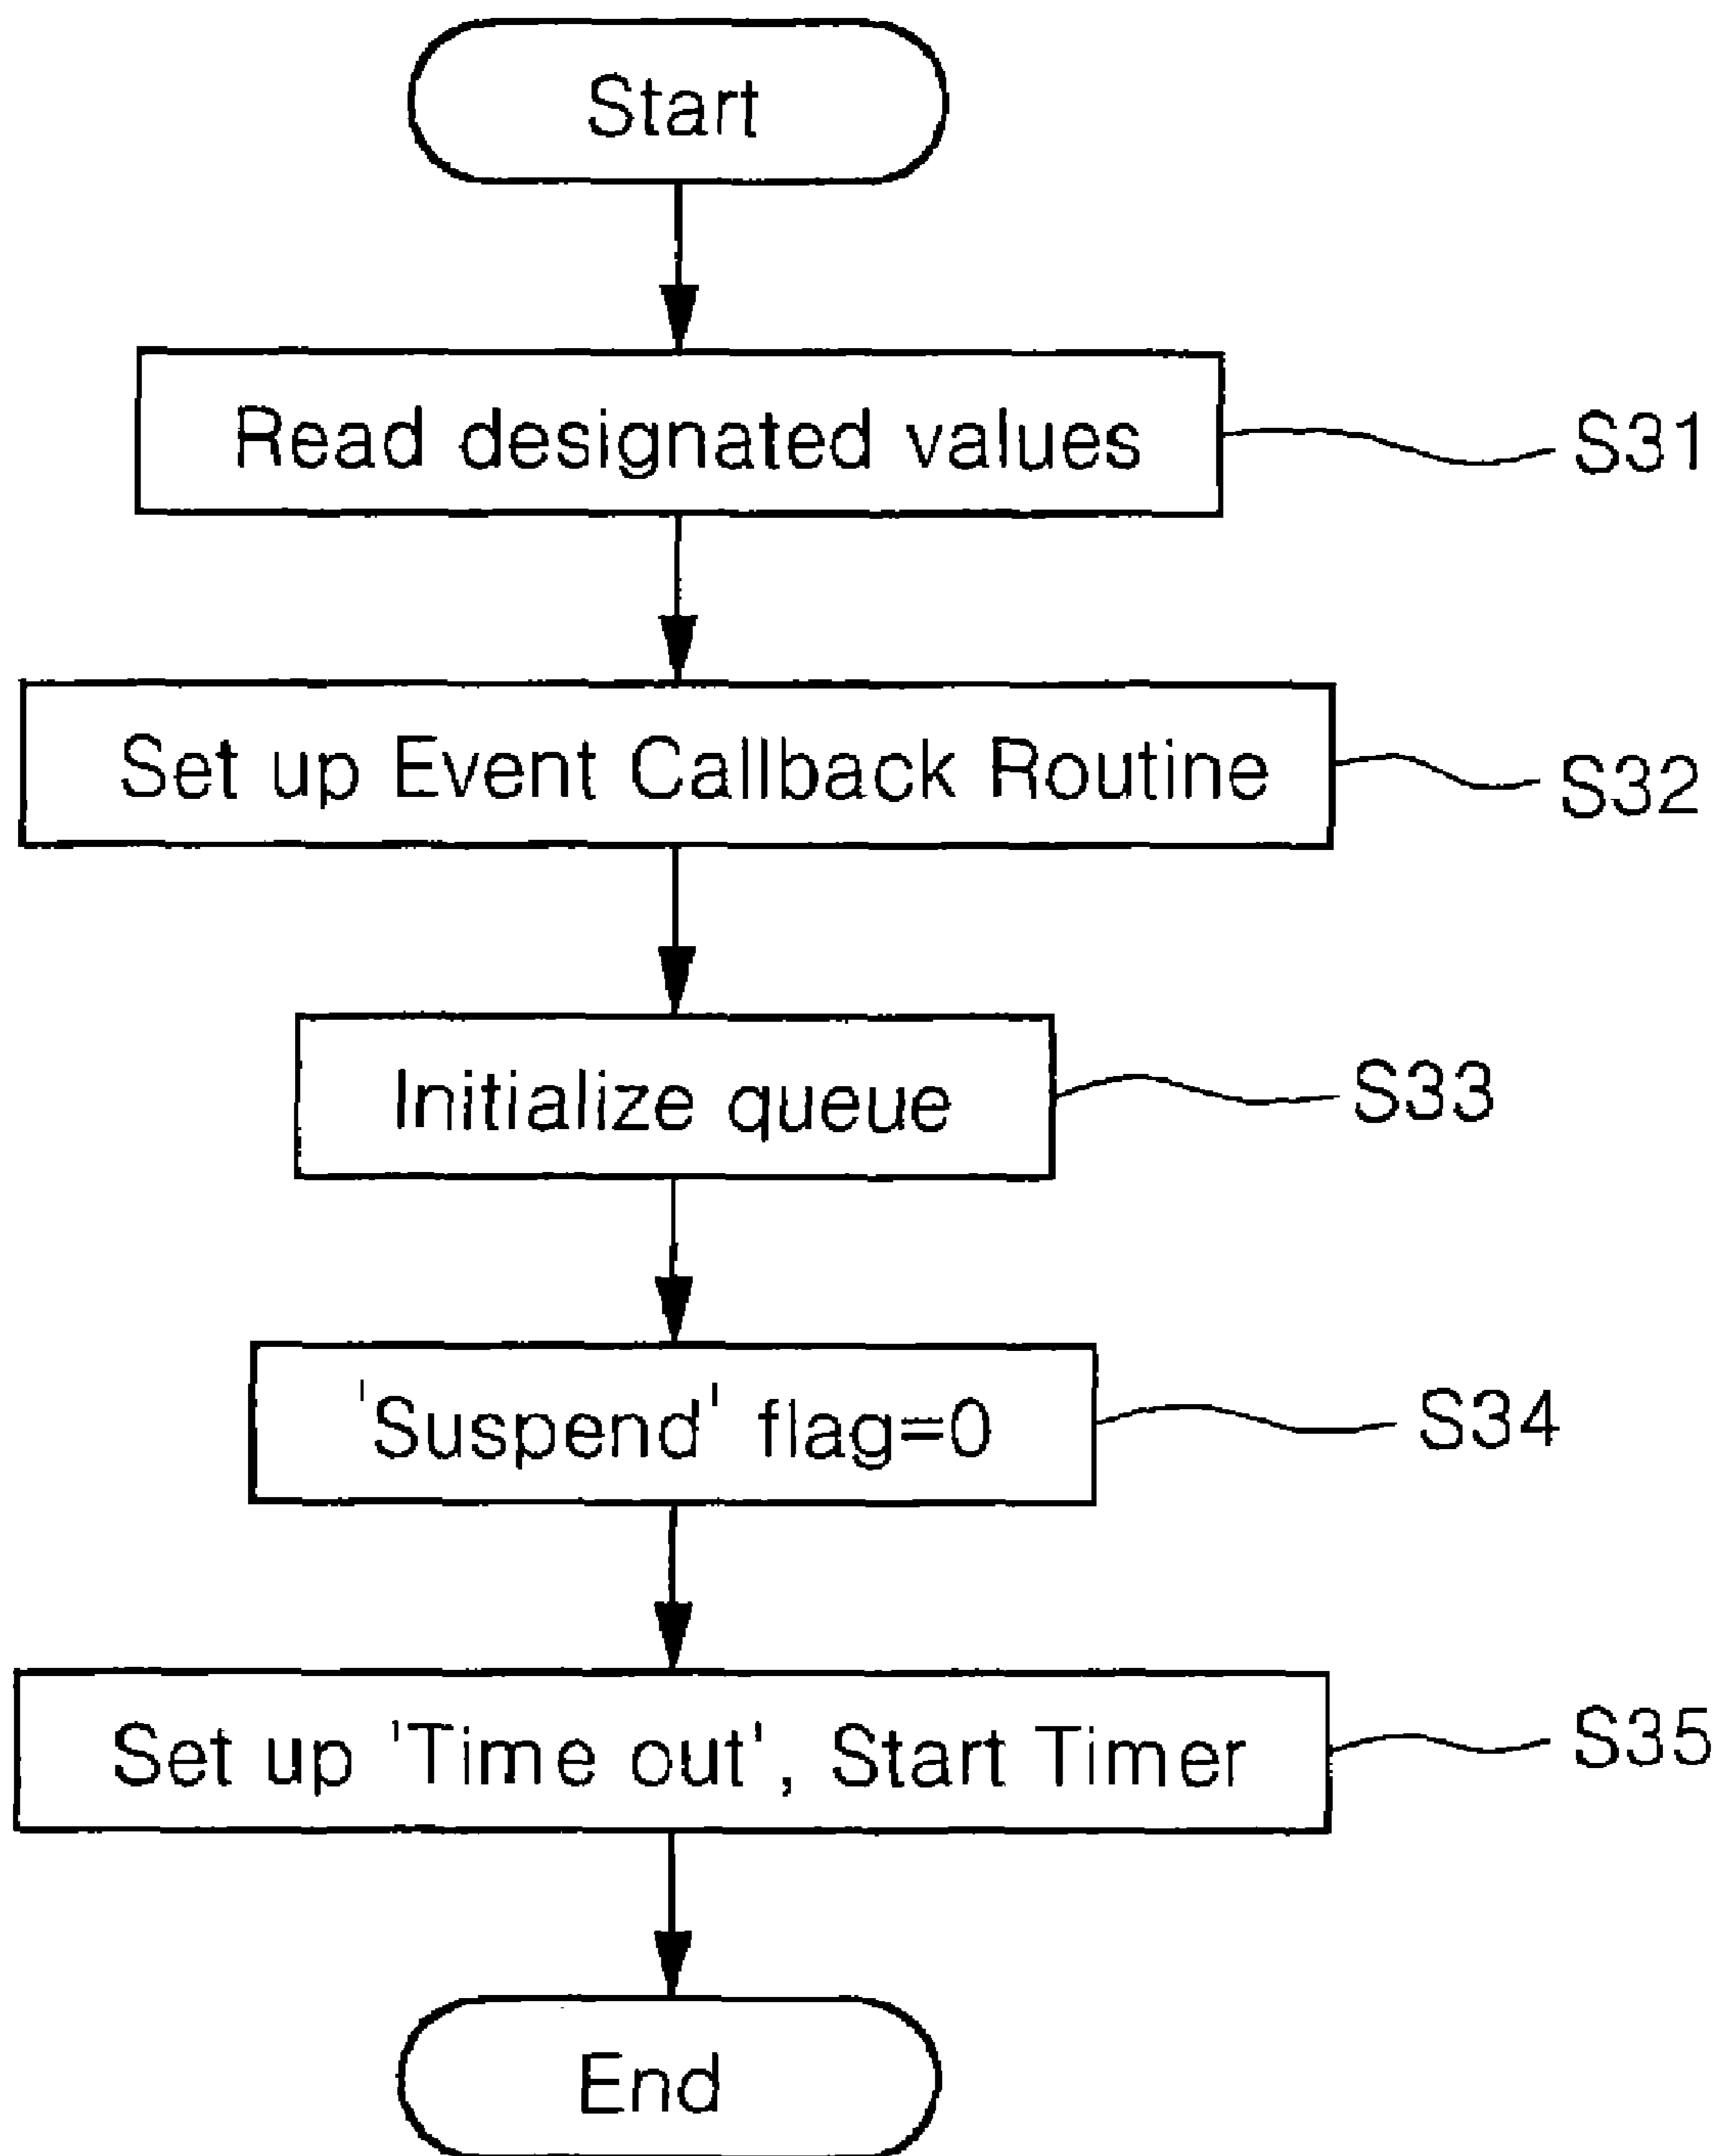 Start
Read designated values
S31
Set up Event Callback Routine
S32
Initialize queue
S33
'Suspend' flag=0
S34
Set up 'Time out', Start Timer
S35
End